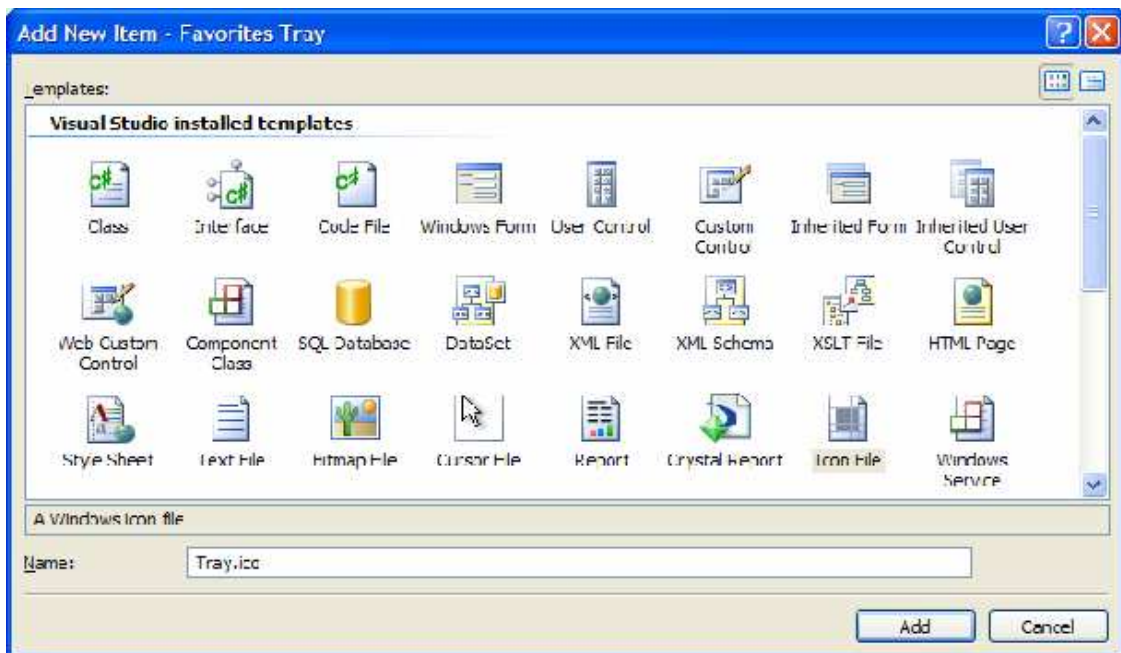 Add New Item - Favorites Tray
Templates:
Visual Studio installed templates
Class
Interface
Code File
Windows Form
User Control
Custom
Control
Inherited Form
Inherited User
Control
Web Custom
Control
Component
Class
SQL Database
DataSet
XML File
XML Schema
XSLT File
HTML Page
Style Sheet
Text File
Bitmap File
Cursor File
Report
Crystal Report
Icon File
Windows
Service
A Windows icon file
Name:
Tray.ico
Add
Cancel